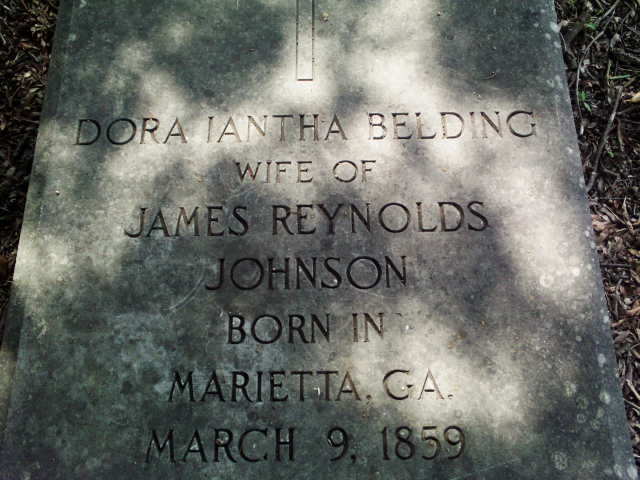 DORA IANTHA BELDING
WIFE OF
JAMES REYNOLDS
JOHNSON
BORN IN
MARIETTA, GA.
MARCH 9, 1859